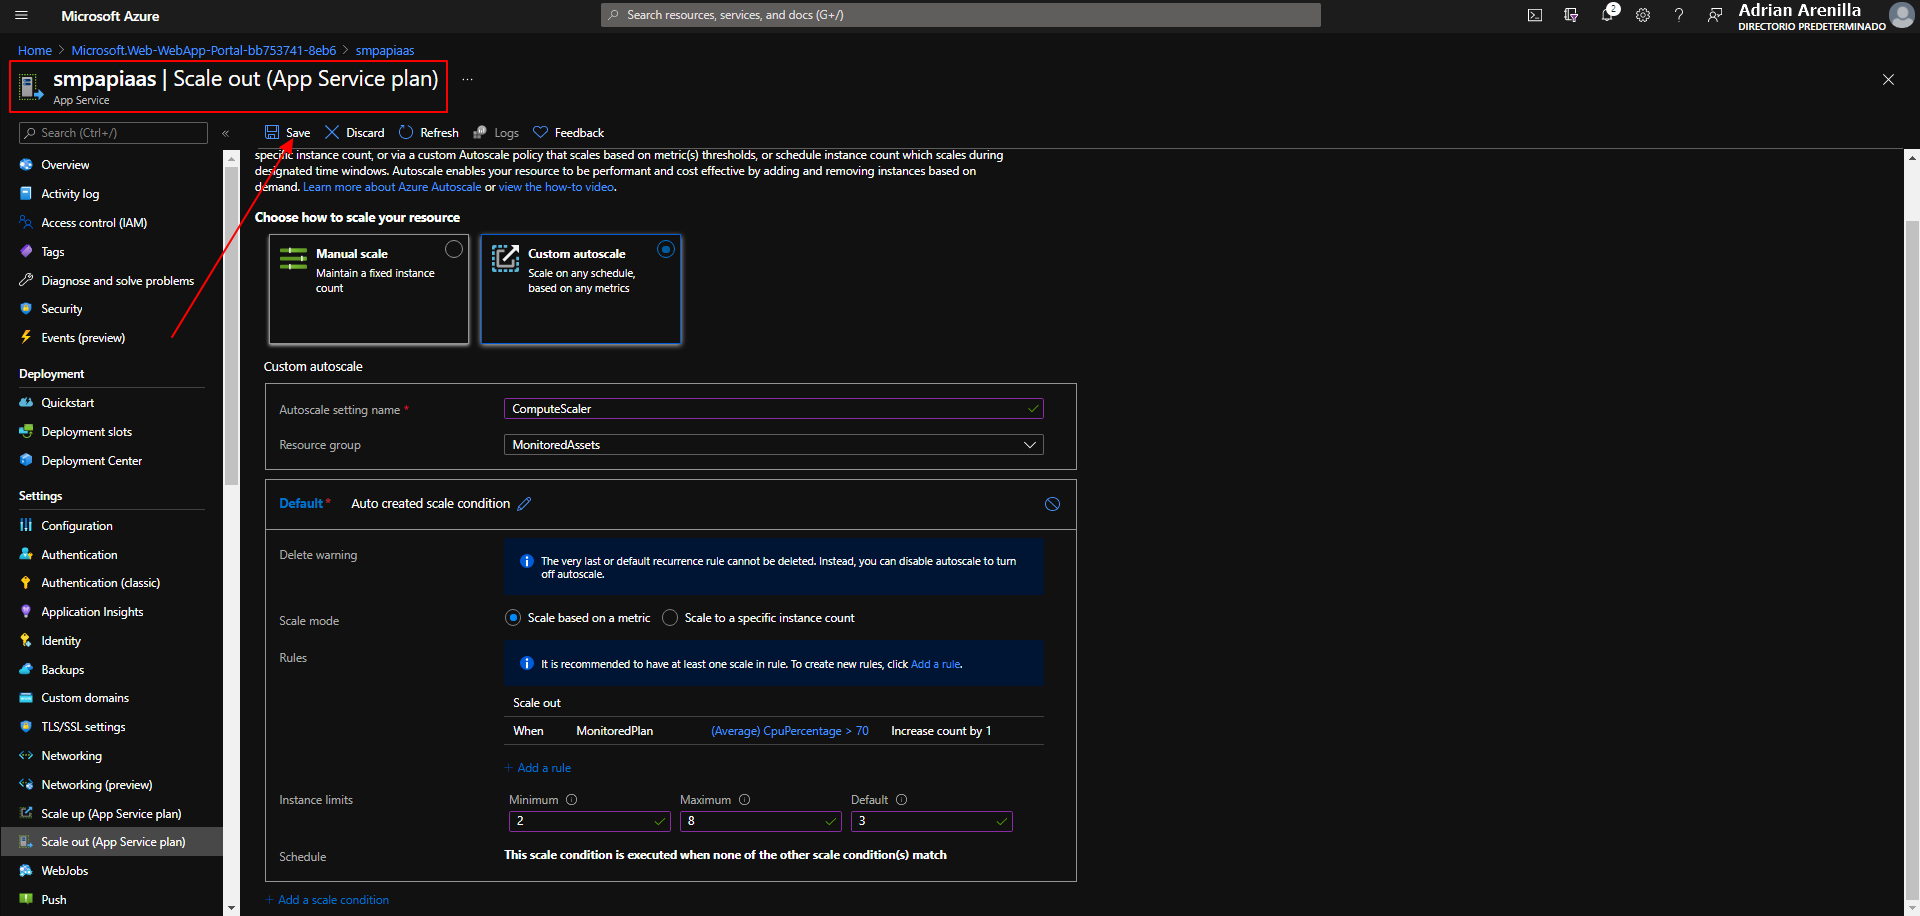 Microsoft Azure
Search resources, services, and docs (G+/)
2
Adrian Arenilla
DIRECTORIO PREDETERMINADO
Home > Microsoft.Web-WebApp-Portal-bb753741-8eb6 > smpapiaas
smpapiaas | Scale out (App Service plan) ...
App Service
Search (Ctrl+/)
«
Save
Discard
Refresh
Logs
Feedback
Overview
Activity log
Access control (IAM)
Tags
Diagnose and solve problems
Security
Events (preview)
Deployment
Quickstart
Deployment slots
Deployment Center
Settings
Configuration
Authentication
Authentication (classic)
Application Insights
Identity
Backups
Custom domains
TLS/SSL settings
Networking
Networking (preview)
Scale up (App Service plan)
Scale out (App Service plan)
WebJobs
Push
specific instance count, or via a custom Autoscale policy that scales based on metric(s) thresholds, or schedule instance count which scales during
designated time windows. Autoscale enables your resource to be performant and cost effective by adding and removing instances based on
demand. Learn more about Azure Autoscale or view the how-to video.
Choose how to scale your resource
Manual scale
Maintain a fixed instance
count
Custom autoscale
Scale on any schedule,
based on any metrics
Custom autoscale
Autoscale setting name * ComputeScaler
Resource group MonitoredAssets
Default * Auto created scale condition
Delete warning
The very last or default recurrence rule cannot be deleted. Instead, you can disable autoscale to turn
off autoscale.
Scale mode Scale based on a metric Scale to a specific instance count
Rules It is recommended to have at least one scale in rule. To create new rules, click Add a rule.
Scale out
When MonitoredPlan (Average) CpuPercentage > 70 Increase count by 1
+ Add a rule
Instance limits Minimum Maximum Default
2 8 3
Schedule This scale condition is executed when none of the other scale condition(s) match
+ Add a scale condition